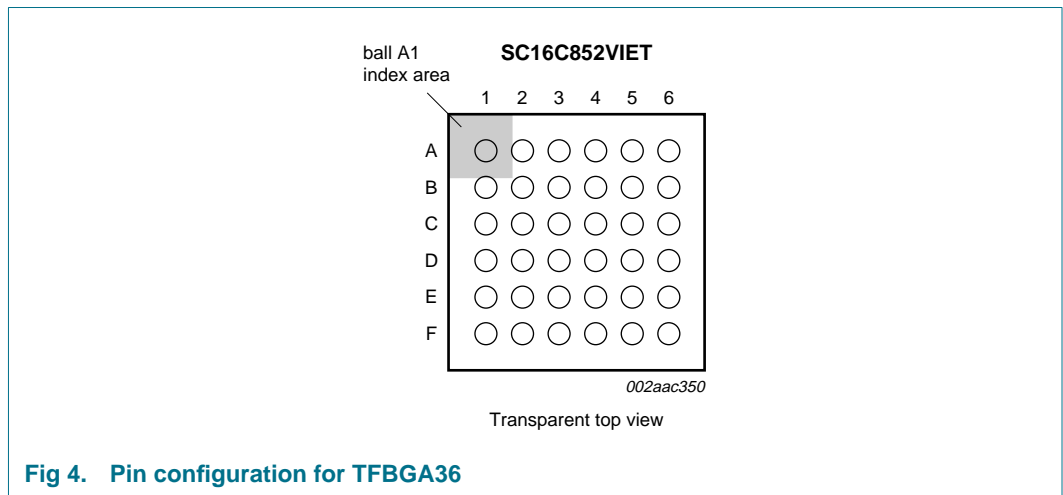 ball A1
index area
SC16C852VIET
1 2 3 4 5 6
A
B
C
D
E
F
002aac350
Transparent top view
Fig 4. Pin configuration for TFBGA36